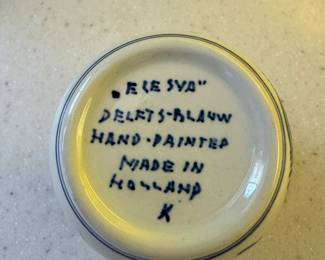 „ELESVA"
DELFTS-BLAUW
HAND-PAINTED
MADE IN
HOLLAND
K